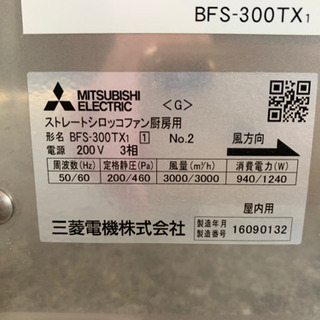 BFS-300TX1
MITSUBISHI
ELECTRIC
<G>
ストレートシロッコファン厨房用
形名 BFS-300TX1 1 No.2 風方向
電源 200V 3相
周波数(Hz) 定格静圧(Pa) 風量(m³/h) 消費電力(W)
50/60 200/460 3000/3000 940/1240
屋内用
三菱電機株式会社
製造年月
製造番号 16090132